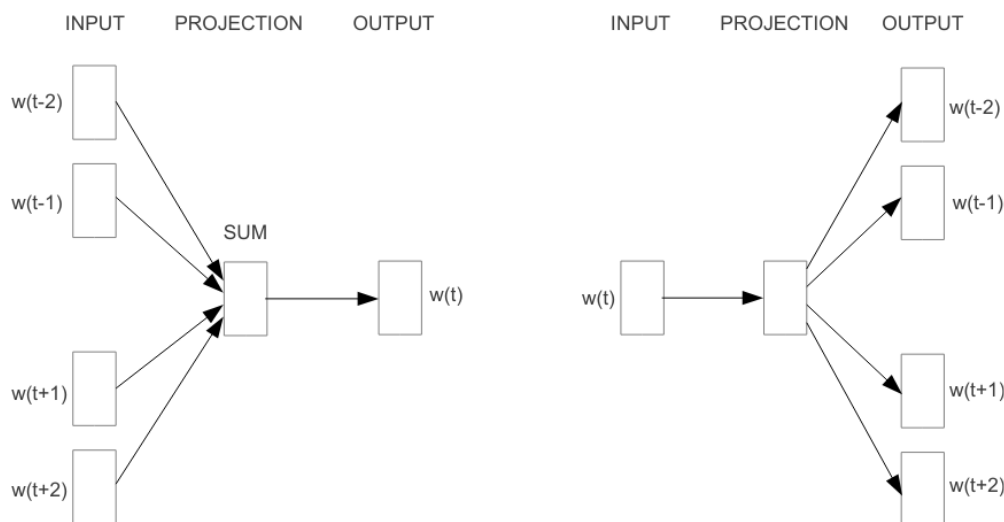 INPUT PROJECTION OUTPUT
w(t-2)
w(t-1)
SUM
w(t)
w(t+1)
w(t+2)
INPUT PROJECTION OUTPUT
w(t-2)
w(t-1)
w(t)
w(t+1)
w(t+2)